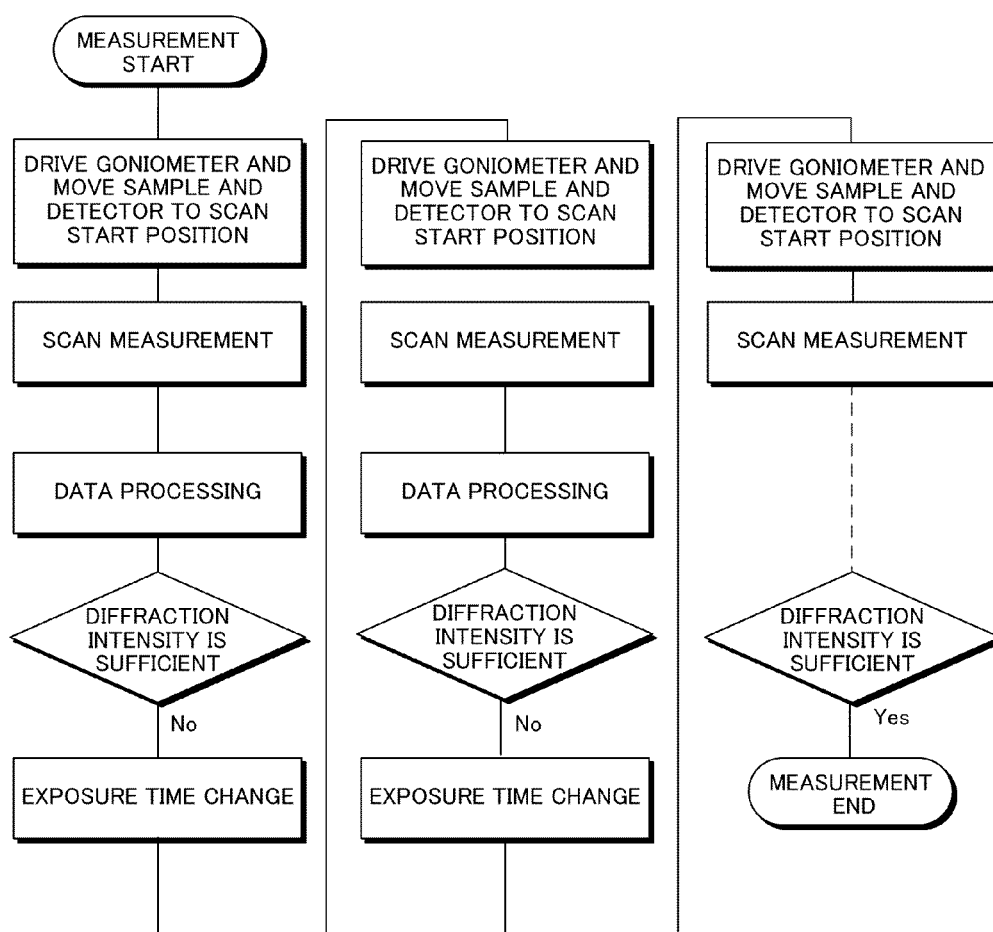 MEASUREMENT
START
DRIVE GONIOMETER AND
MOVE SAMPLE AND
DETECTOR TO SCAN
START POSITION
SCAN MEASUREMENT
DATA PROCESSING
DIFFRACTION
INTENSITY IS
SUFFICIENT
No
EXPOSURE TIME CHANGE
DRIVE GONIOMETER AND
MOVE SAMPLE AND
DETECTOR TO SCAN
START POSITION
SCAN MEASUREMENT
DATA PROCESSING
DIFFRACTION
INTENSITY IS
SUFFICIENT
No
EXPOSURE TIME CHANGE
DRIVE GONIOMETER AND
MOVE SAMPLE AND
DETECTOR TO SCAN
START POSITION
SCAN MEASUREMENT
DIFFRACTION
INTENSITY IS
SUFFICIENT
Yes
MEASUREMENT
END